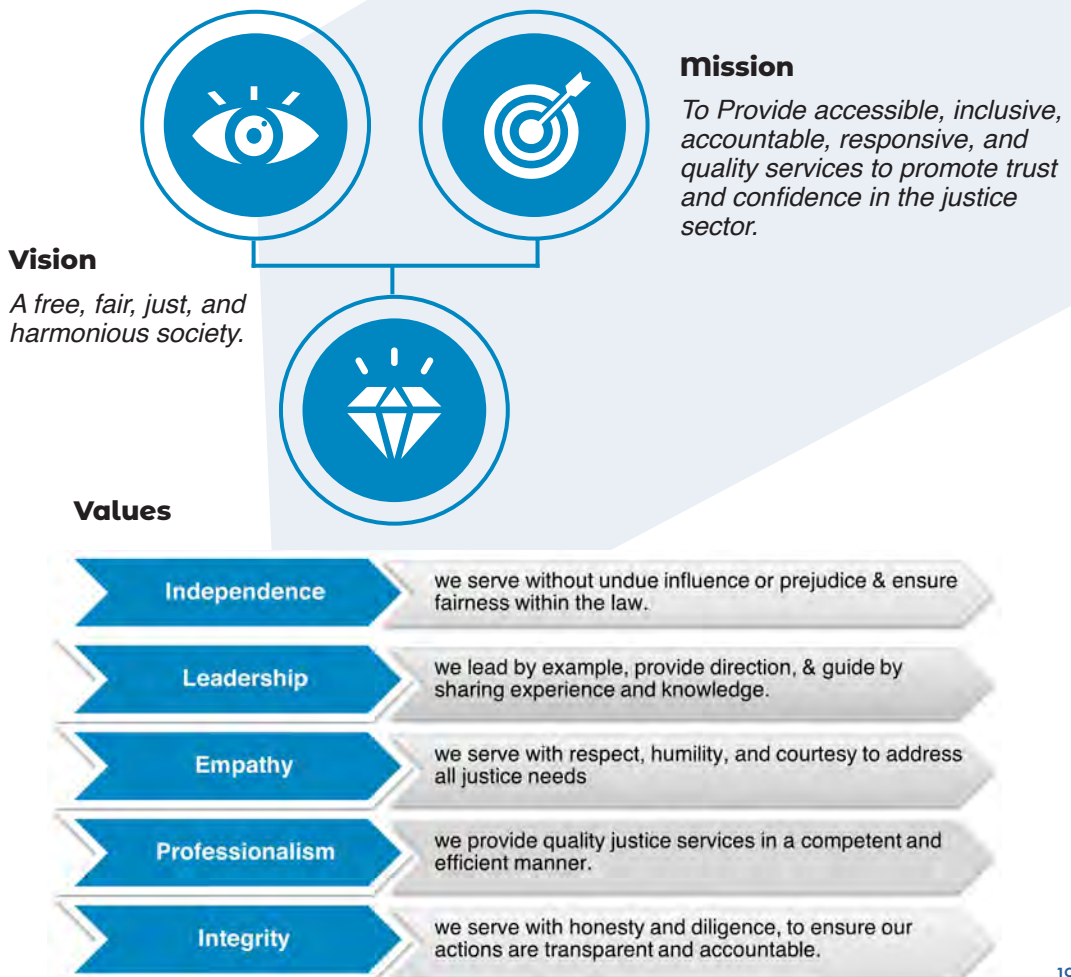 Mission
To Provide accessible, inclusive,
accountable, responsive, and
quality services to promote trust
and confidence in the justice
sector.
Vision
A free, fair, just, and
harmonious society.
Values
Independence
we serve without undue influence or prejudice & ensure
fairness within the law.
Leadership
we lead by example, provide direction, & guide by
sharing experience and knowledge.
Empathy
we serve with respect, humility, and courtesy to address
all justice needs
Professionalism
we provide quality justice services in a competent and
efficient manner.
Integrity
we serve with honesty and diligence, to ensure our
actions are transparent and accountable.